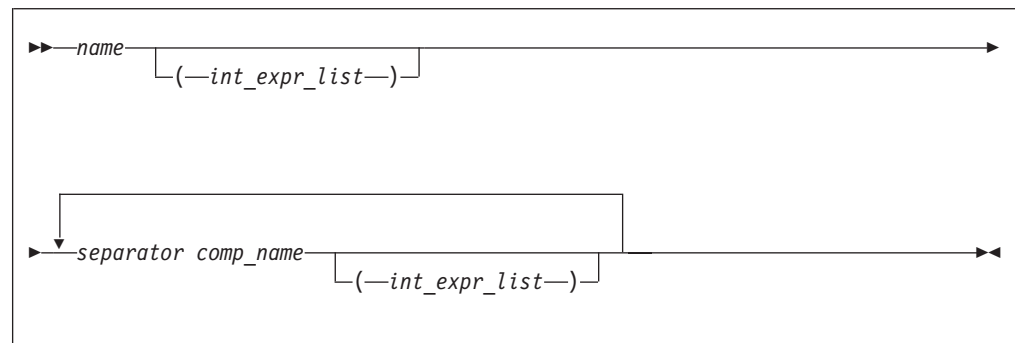 name
(int_expr_list)
separator comp_name
(int_expr_list)